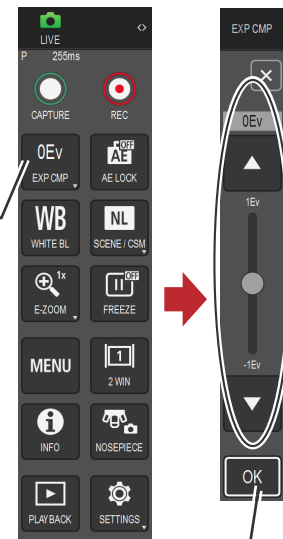 LIVE
P 255ms
CAPTURE REC
0Ev OFF AE
EXP CMP AE LOCK
WB NL
WHITE BL SCENE / CSM
1x OFF
E-ZOOM FREEZE
MENU 1
2 WIN
INFO NOSEPIECE
PLAY BACK SETTINGS
EXP CMP
0Ev
1Ev
-1Ev
OK